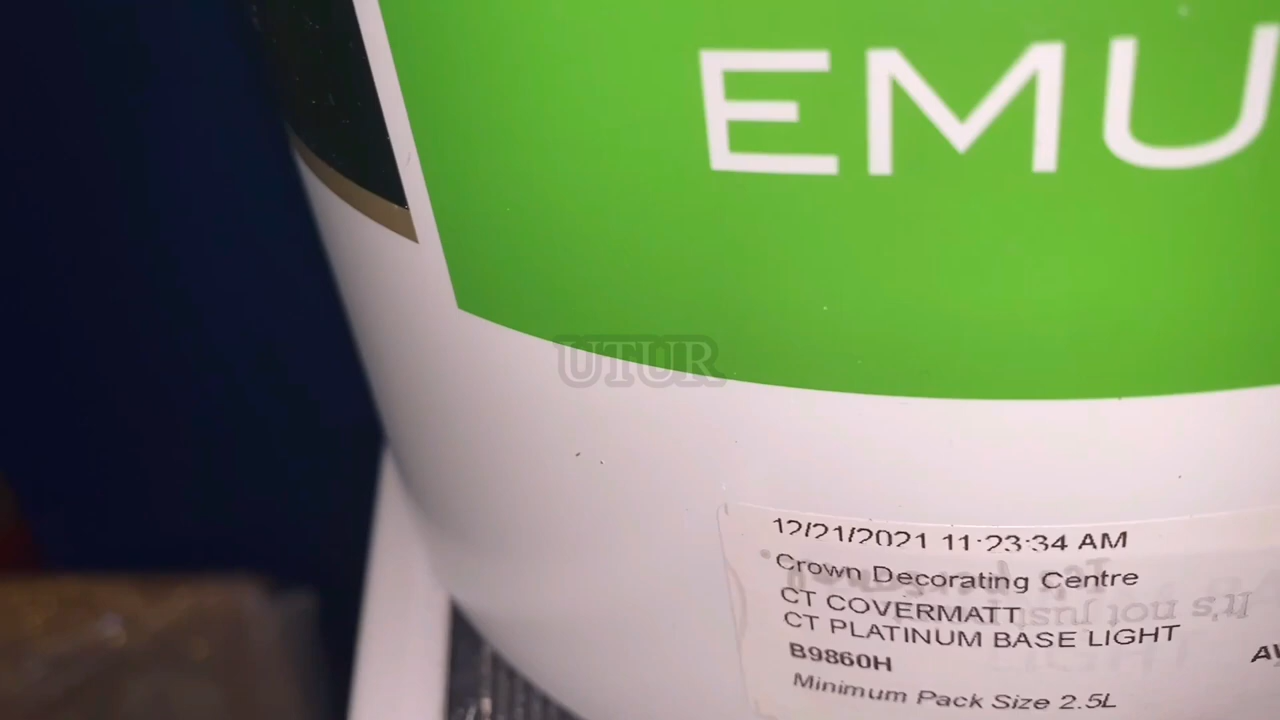 EMU
UTUR
12/21/2021 11:23:34 AM
Crown Decorating Centre
CT COVERMATT
CT PLATINUM BASE LIGHT
B9860H
Minimum Pack Size 2.5L